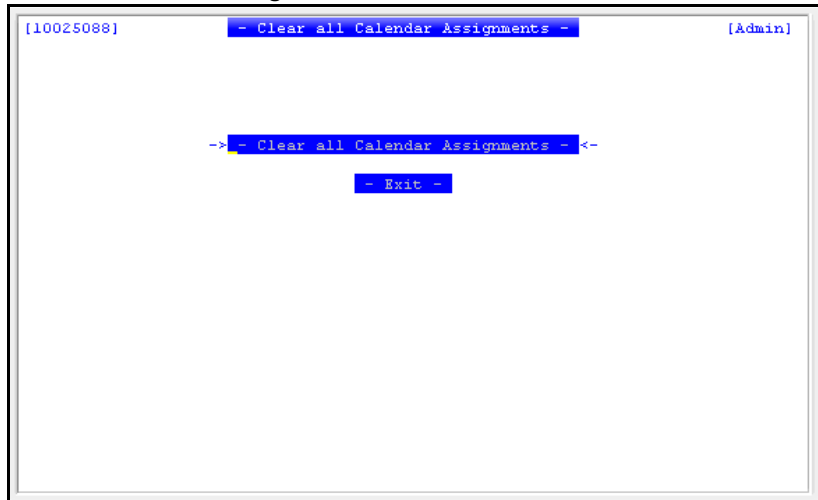 [10025088] - Clear all Calendar Assignments - [Admin]
->- Clear all Calendar Assignments - <-
- Exit -